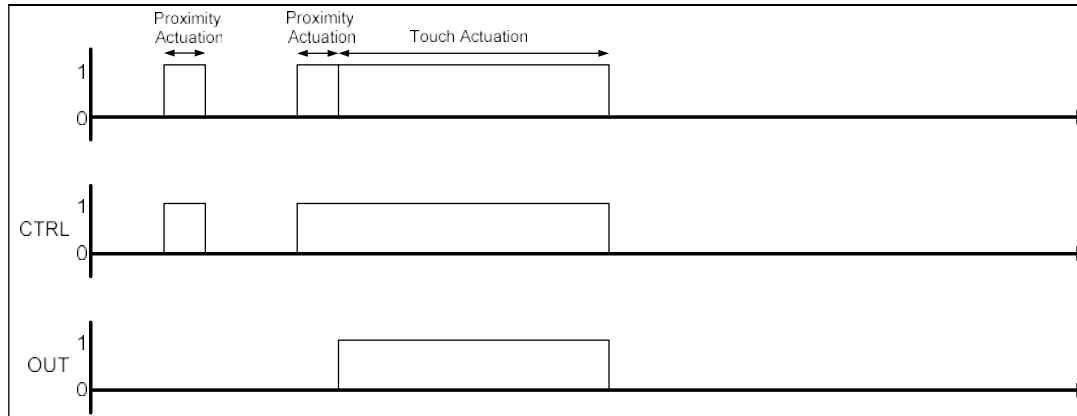 Proximity
Actuation
Proximity
Actuation
Touch Actuation
1
0
CTRL
1
0
OUT
1
0